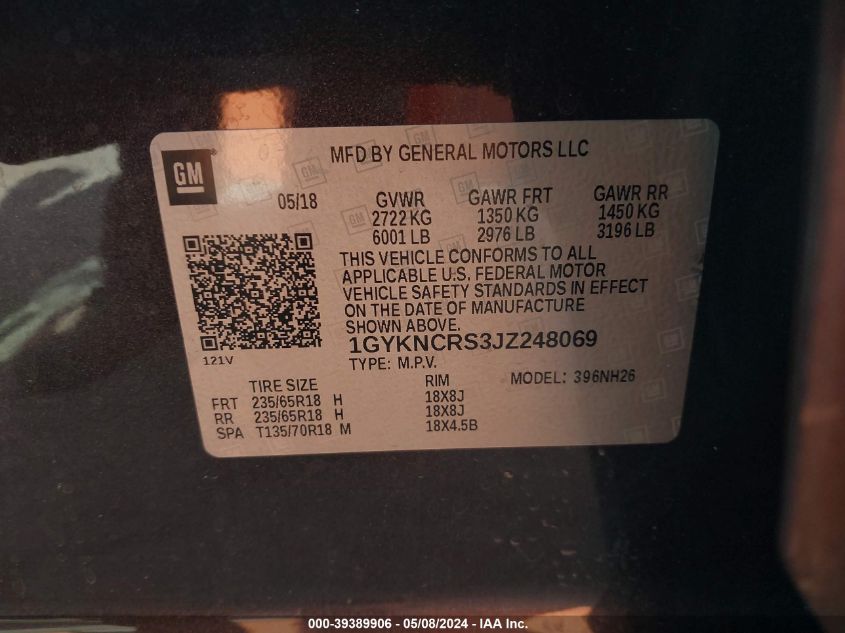 GM
MFD BY GENERAL MOTORS LLC
05/18
GVWR GAWR FRT GAWR RR
2722 KG 1350 KG 1450 KG
6001 LB 2976 LB 3196 LB
THIS VEHICLE CONFORMS TO ALL
APPLICABLE U.S. FEDERAL MOTOR
VEHICLE SAFETY STANDARDS IN EFFECT
ON THE DATE OF MANUFACTURE
SHOWN ABOVE.
1GYKNCRS3JZ248069
121V
TYPE: M.P.V.
MODEL: 396NH26
TIRE SIZE RIM
FRT 235/65R18 H 18X8J
RR 235/65R18 H 18X8J
SPA T135/70R18 M 18X4.5B
000-39389906 - 05/08/2024 - IAA Inc.